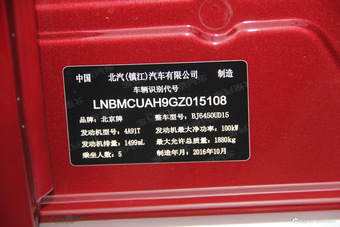 中国 北汽(镇江)汽车有限公司 制造
车辆识别代号
LNBMCUAH9GZ015108
品牌：北京牌 整车型号：BJ6450UD15
发动机型号：4A91T 发动机最大净功率：100kW
发动机排量：1499mL 最大允许总质量：1880kg
乘坐人数：5 制造年月：2016年10月